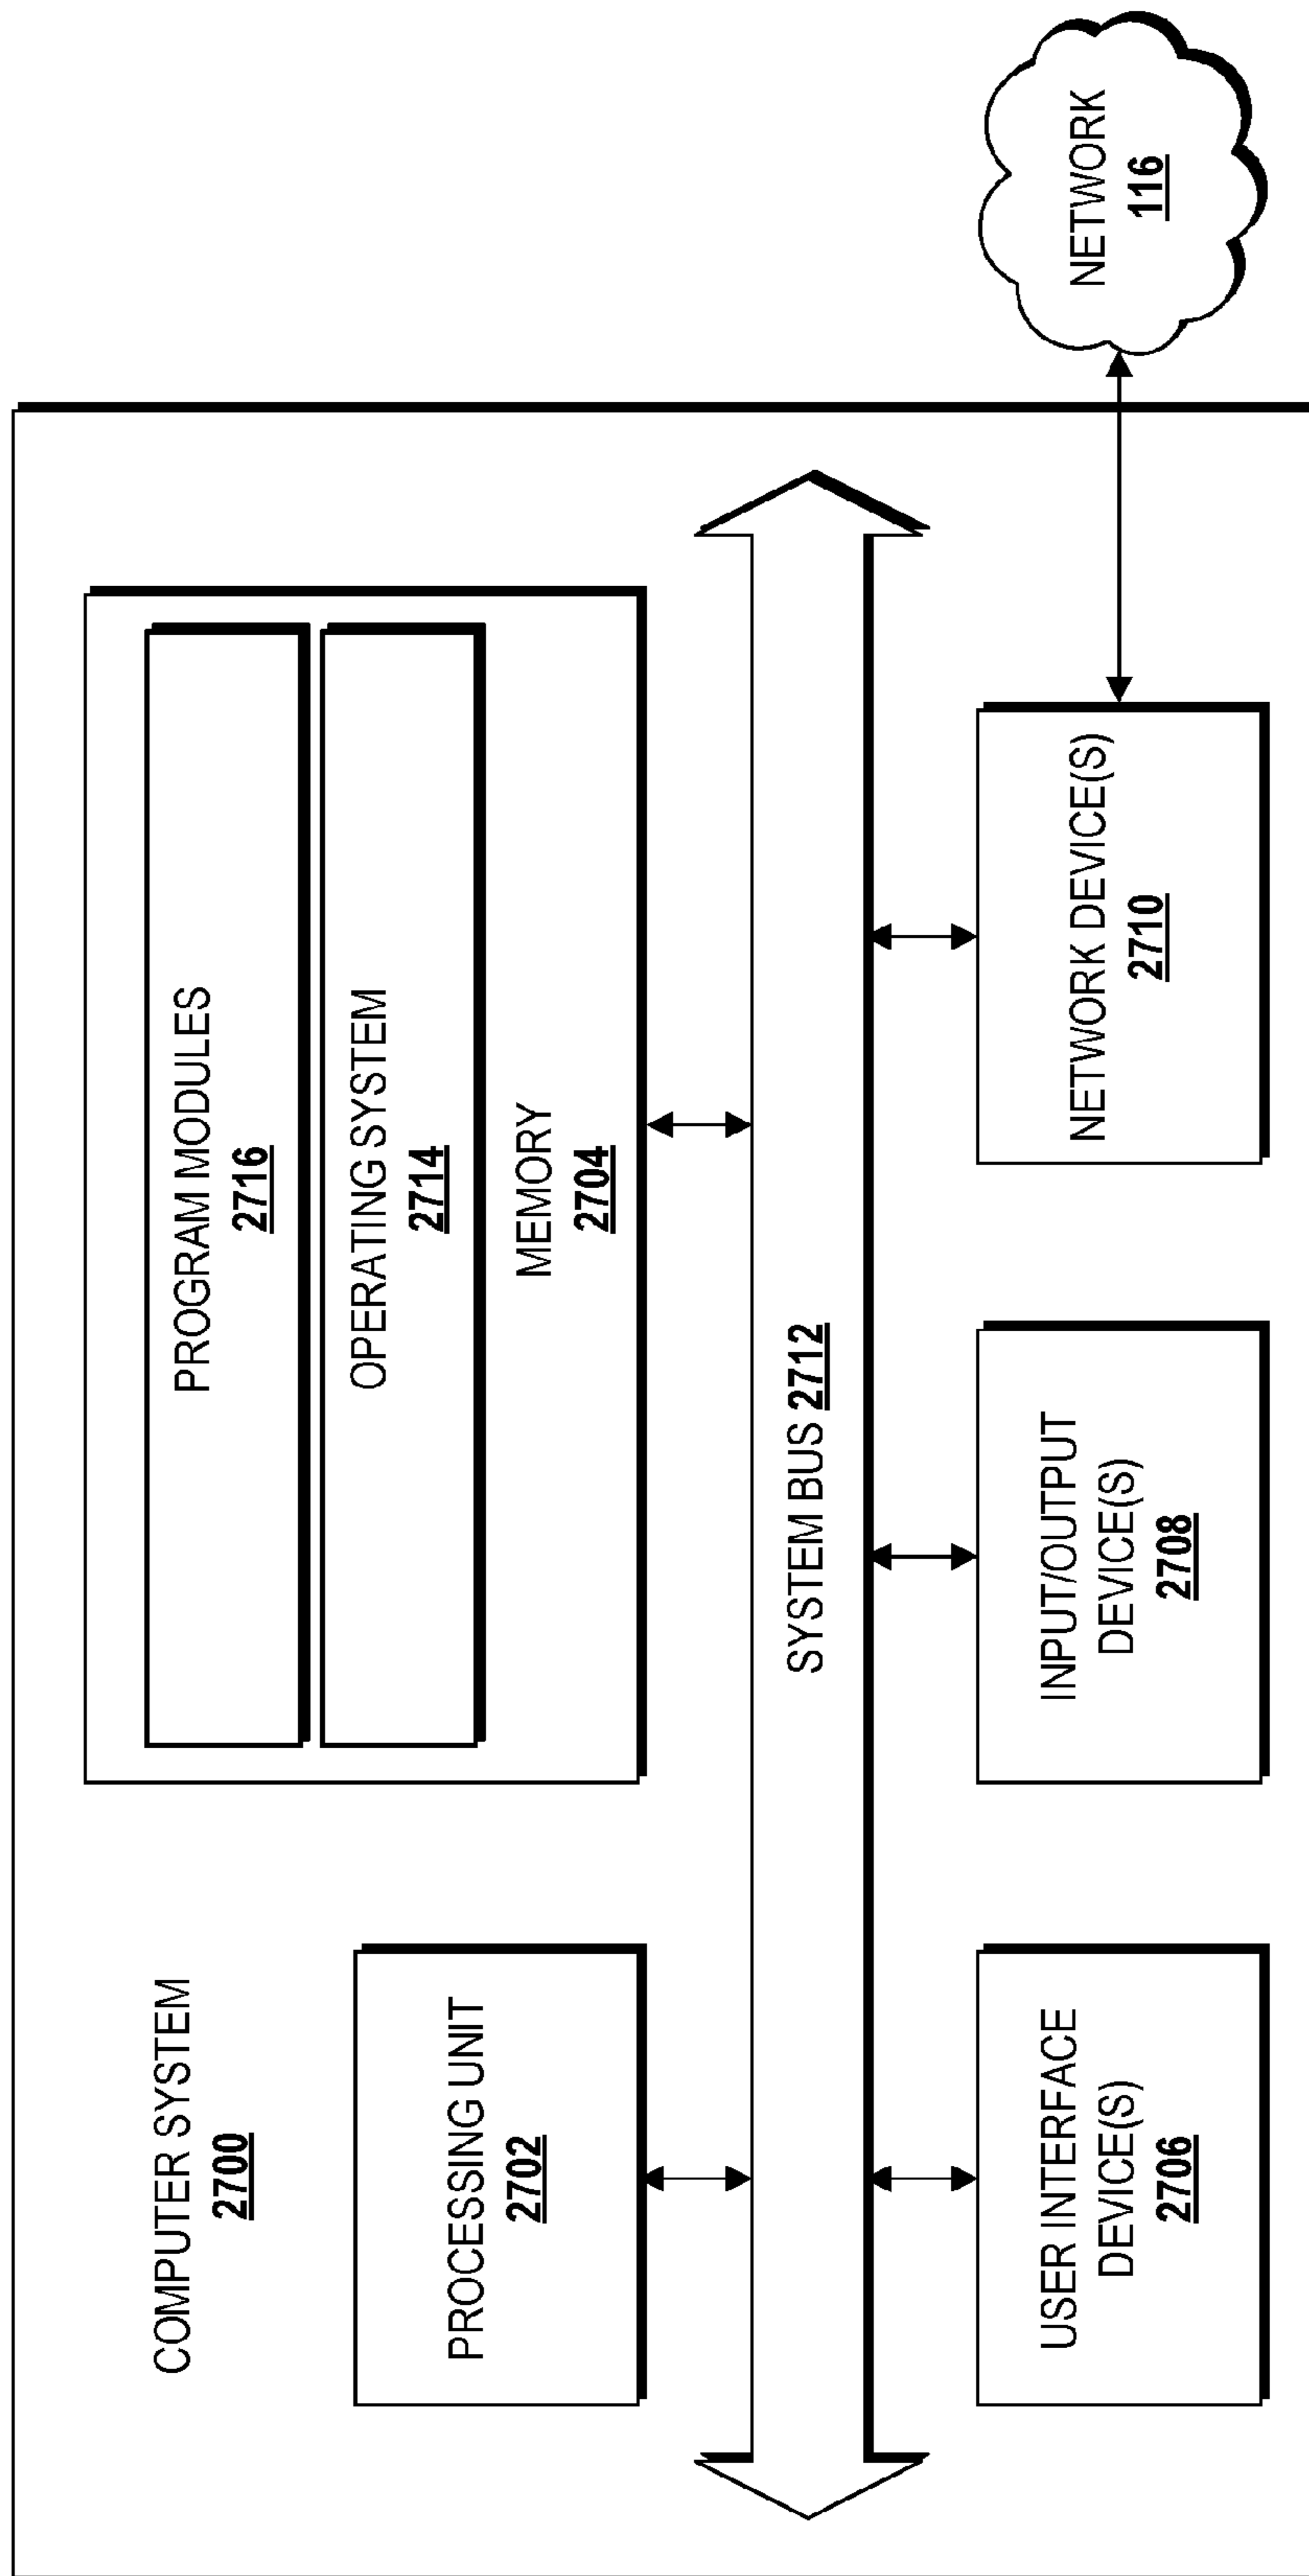 COMPUTER SYSTEM
2700
PROCESSING UNIT
2702
PROGRAM MODULES
2716
OPERATING SYSTEM
2714
MEMORY
2704
SYSTEM BUS 2712
USER INTERFACE
DEVICE(S)
2706
INPUT/OUTPUT
DEVICE(S)
2708
NETWORK DEVICE(S)
2710
NETWORK
116